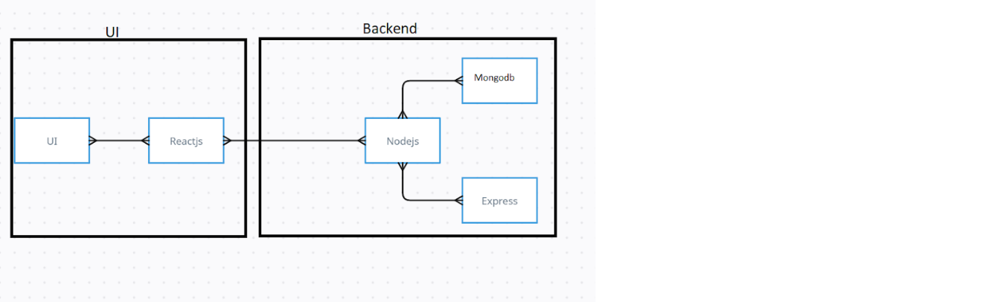 UI
Backend
Mongodb
UI
Reactjs
Nodejs
Express